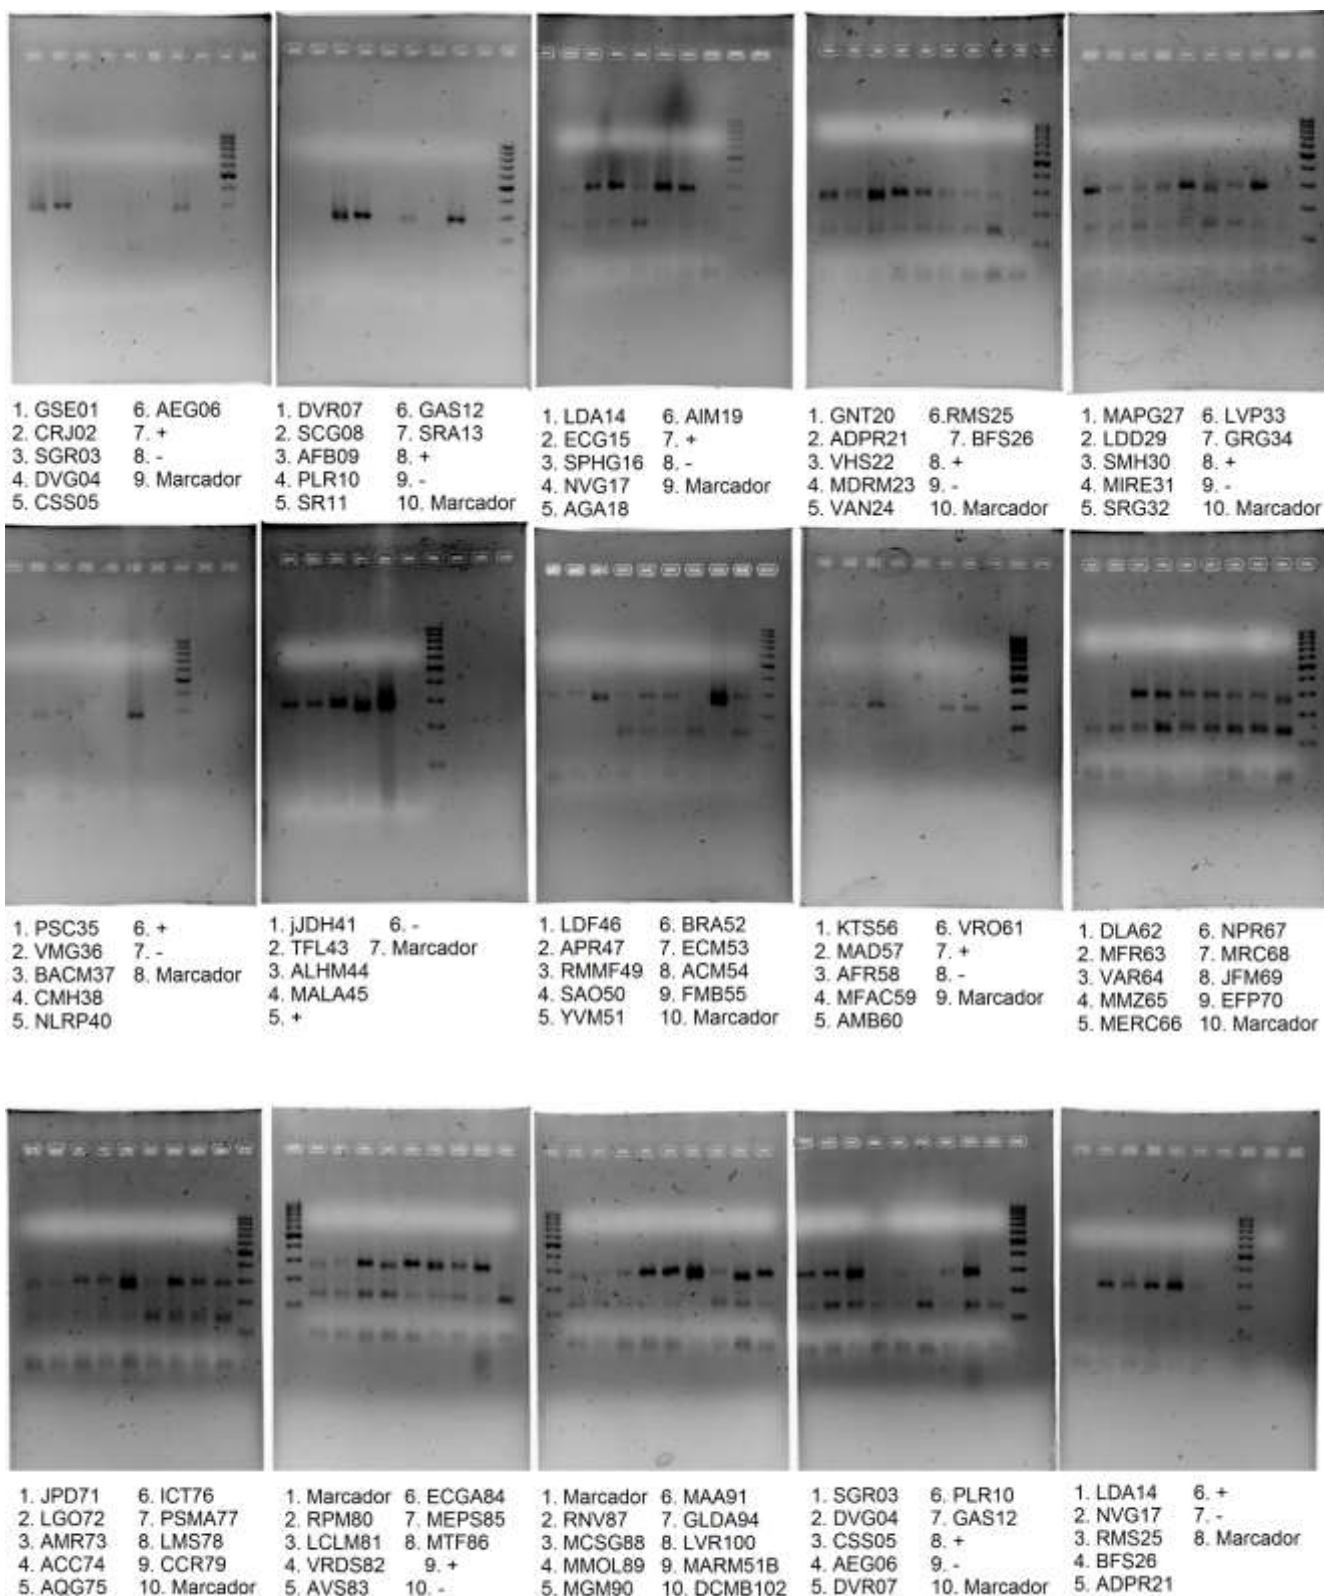 1. GSE01 6. AEG06
2. CRJ02 7. +
3. SGR03 8. -
4. DVG04 9. Marcador
5. CSS05
1. DVR07 6. GAS12
2. SCG08 7. SRA13
3. AFB09 8. +
4. PLR10 9. -
5. SR11 10. Marcador
1. LDA14 6. AIM19
2. ECG15 7. +
3. SPHG16 8. -
4. NVG17 9. Marcador
5. AGA18
1. GNT20 6.RMS25
2. ADPR21 7. BFS26
3. VHS22 8. +
4. MDRM23 9. -
5. VAN24 10. Marcador
1. MAPG27 6. LVP33
2. LDD29 7. GRG34
3. SMH30 8. +
4. MIRE31 9. -
5. SRG32 10. Marcador
1. PSC35 6. +
2. VMG36 7. -
3. BACM37 8. Marcador
4. CMH38
5. NLRP40
1. jJDH41 6. -
2. TFL43 7. Marcador
3. ALHM44
4. MALA45
5. +
1. LDF46 6. BRA52
2. APR47 7. ECM53
3. RMMF49 8. ACM54
4. SAO50 9. FMB55
5. YVM51 10. Marcador
1. KTS56 6. VRO61
2. MAD57 7. +
3. AFR58 8. -
4. MFAC59 9. Marcador
5. AMB60
1. DLA62 6. NPR67
2. MFR63 7. MRC68
3. VAR64 8. JFM69
4. MMZ65 9. EFP70
5. MERC66 10. Marcador
1. JPD71 6. ICT76
2. LGO72 7. PSMA77
3. AMR73 8. LMS78
4. ACC74 9. CCR79
5. AQG75 10. Marcador
1. Marcador 6. ECGA84
2. RPM80 7. MEPS85
3. LCLM81 8. MTF86
4. VRDS82 9. +
5. AVS83 10. -
1. Marcador 6. MAA91
2. RNV87 7. GLDA94
3. MCSG88 8. LVR100
4. MMOL89 9. MARM51B
5. MGM90 10. DCMB102
1. SGR03 6. PLR10
2. DVG04 7. GAS12
3. CSS05 8. +
4. AEG06 9. -
5. DVR07 10. Marcador
1. LDA14 6. +
2. NVG17 7. -
3. RMS25 8. Marcador
4. BFS26
5. ADPR21